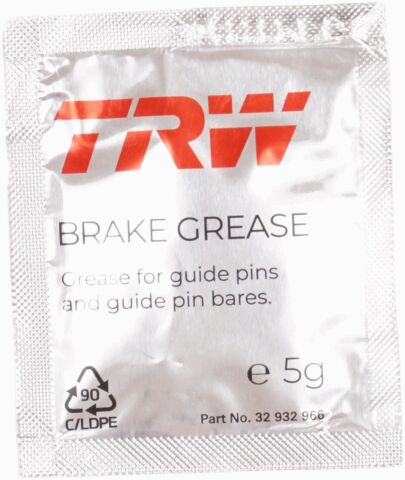 TRW
BRAKE GREASE
Grease for guide pins
and guide pin bares.
℮ 5g
90
C/LDPE
Part No. 32 932 966